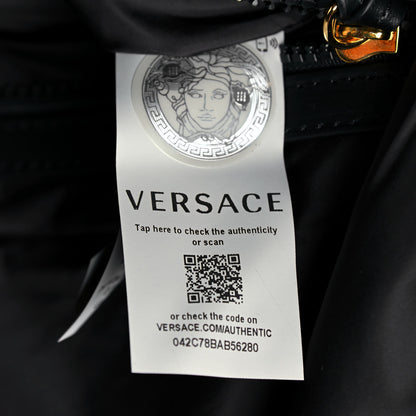 VERSACE
Tap here to check the authenticity
or scan
or check the code on
VERSACE.COM/AUTHENTIC
042C78BAB56280